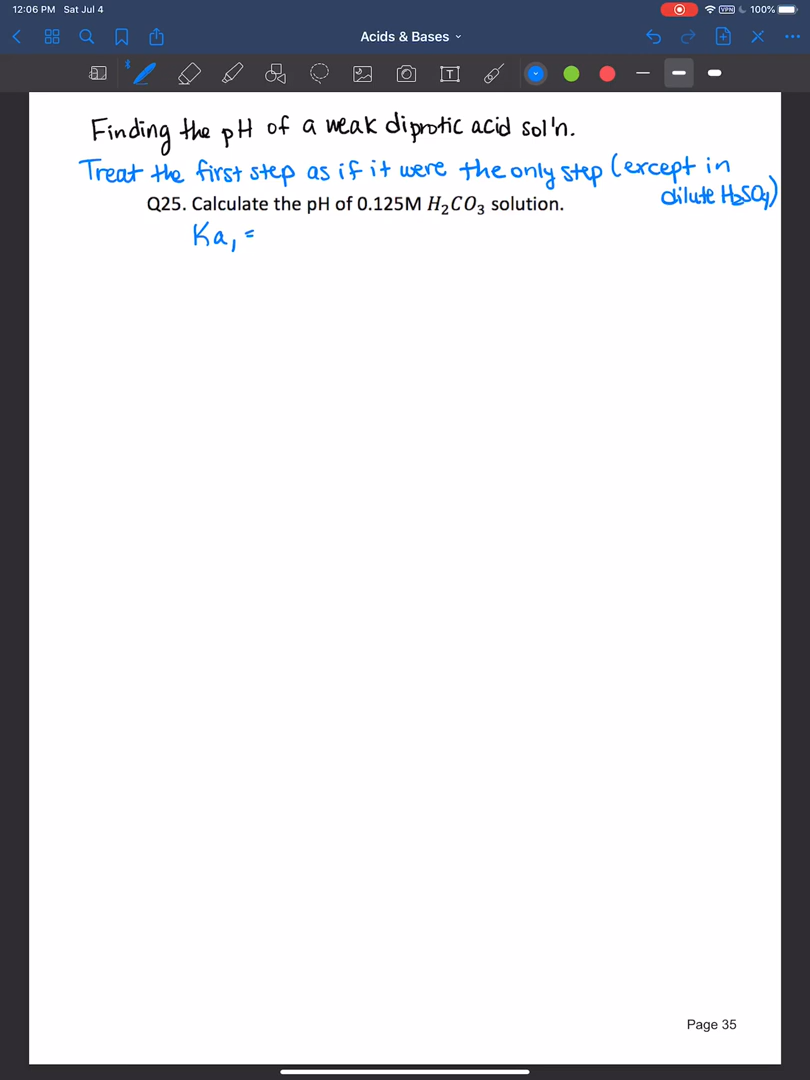 12:06 PM Sat Jul 4
VPN 100%
Acids & Bases
T
Finding the pH of a weak diprotic acid sol'n.
Treat the first step as if it were the only step (except in
dilute H₂SO₄)
Q25. Calculate the pH of 0.125M H₂CO₃ solution.
Ka₁ =
Page 35